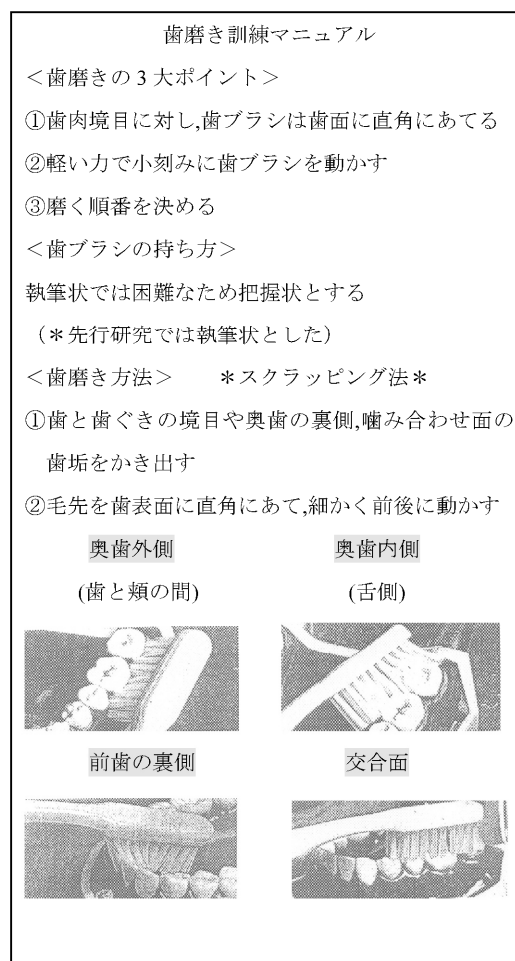 歯磨き訓練マニュアル
＜歯磨きの3大ポイント＞
①歯肉境目に対し,歯ブラシは歯面に直角にあてる
②軽い力で小刻みに歯ブラシを動かす
③磨く順番を決める
＜歯ブラシの持ち方＞
執筆状では困難なため把握状とする
（＊先行研究では執筆状とした）
＜歯磨き方法＞　＊スクラッピング法＊
①歯と歯ぐきの境目や奥歯の裏側,噛み合わせ面の
歯垢をかき出す
②毛先を歯表面に直角にあて,細かく前後に動かす
奥歯外側　奥歯内側
(歯と頬の間)　(舌側)
前歯の裏側　交合面